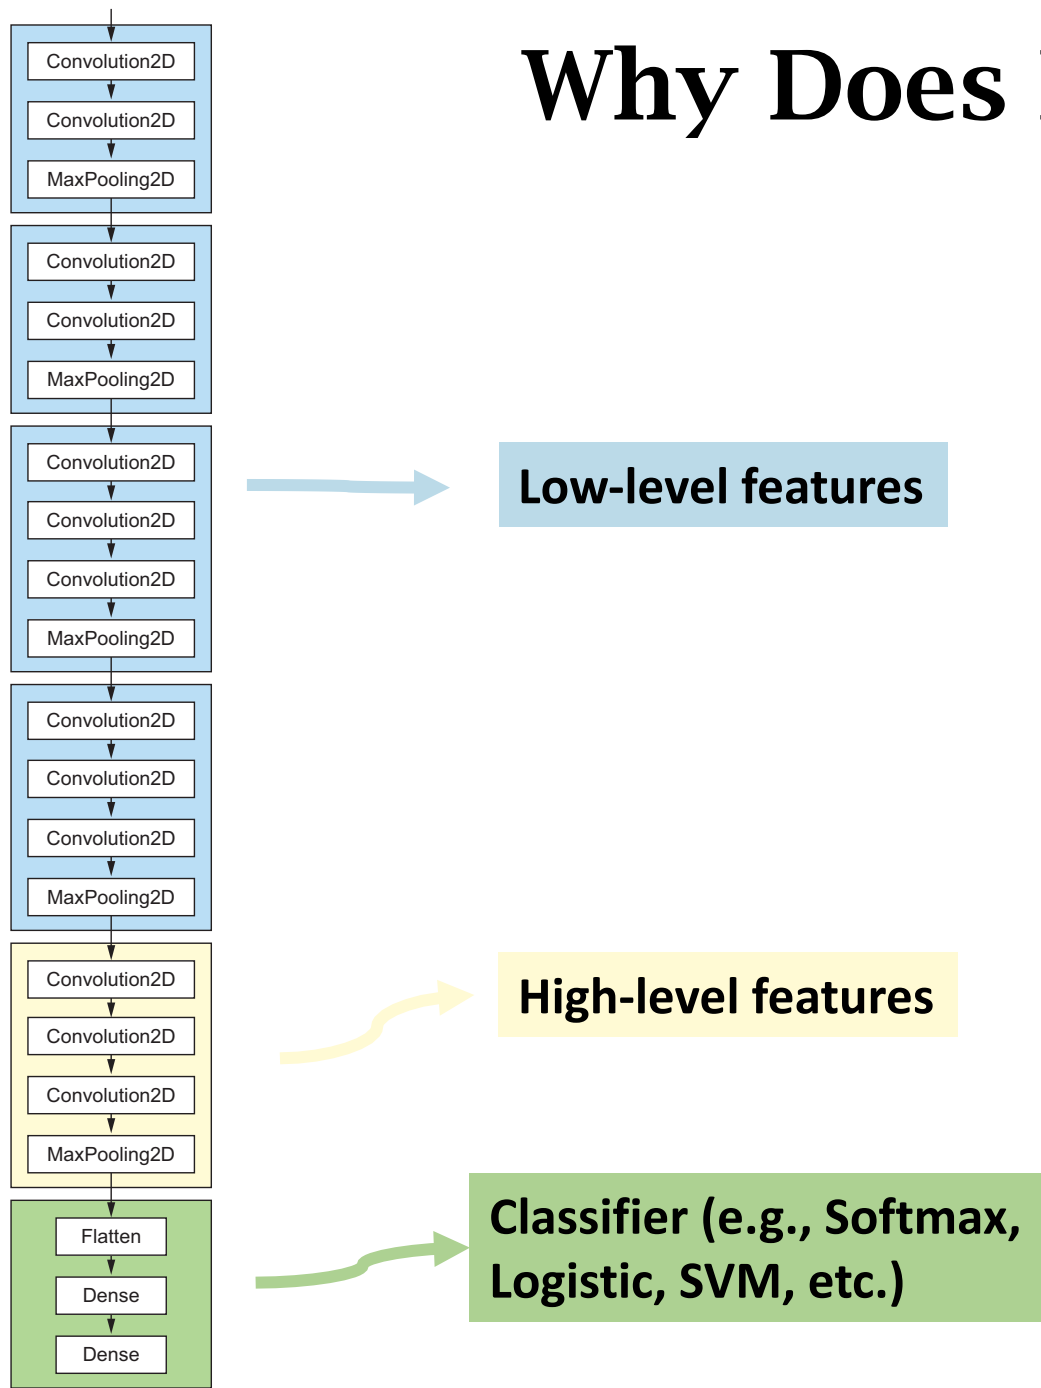 Why Does
Convolution2D
Convolution2D
MaxPooling2D
Convolution2D
Convolution2D
MaxPooling2D
Convolution2D
Convolution2D
Convolution2D
MaxPooling2D
Low-level features
Convolution2D
Convolution2D
Convolution2D
MaxPooling2D
Convolution2D
Convolution2D
Convolution2D
MaxPooling2D
High-level features
Flatten
Dense
Dense
Classifier (e.g., Softmax,
Logistic, SVM, etc.)